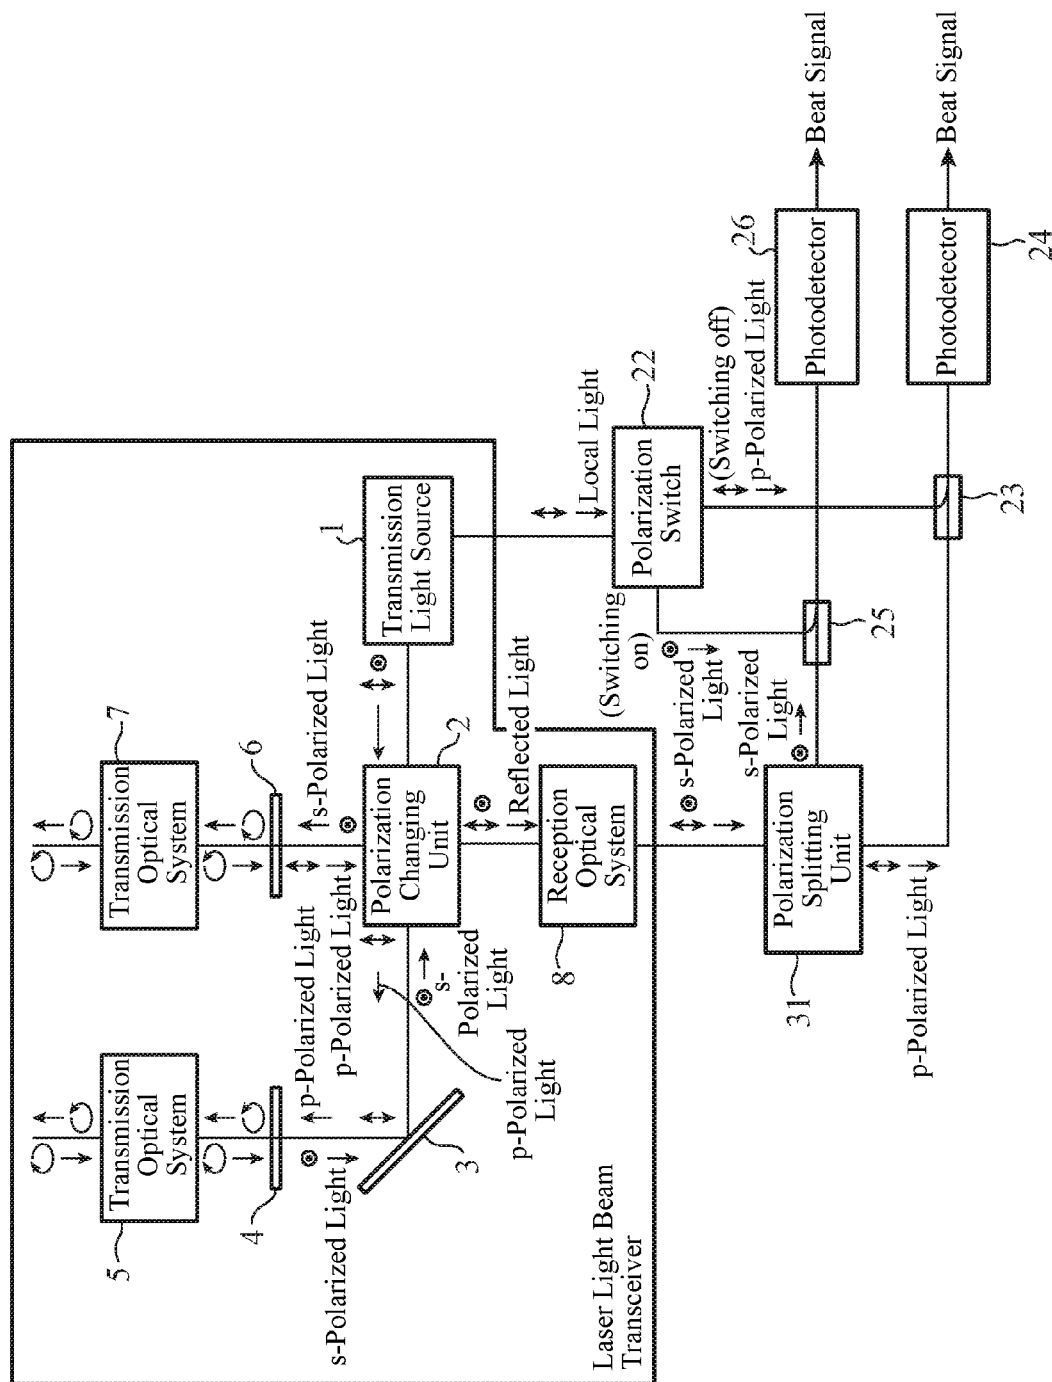 Transmission
Optical
System
5
4
s-Polarized Light
3
p-Polarized Light
p-Polarized Light
p-Polarized
Light
s-
Polarized
Light
Transmission
Optical
System
7
6
s-Polarized Light
Polarization
Changing
Unit
2
Transmission
Light Source
1
Reflected Light
Reception
Optical
System
8
Laser Light Beam
Transceiver
Local Light
Polarization
Switch
22
(Switching
on)
(Switching off)
p-Polarized Light
s-Polarized
Light
s-Polarized
Light
25
Polarization
Splitting
Unit
31
p-Polarized Light
23
Photodetector
26
Beat Signal
Photodetector
24
Beat Signal